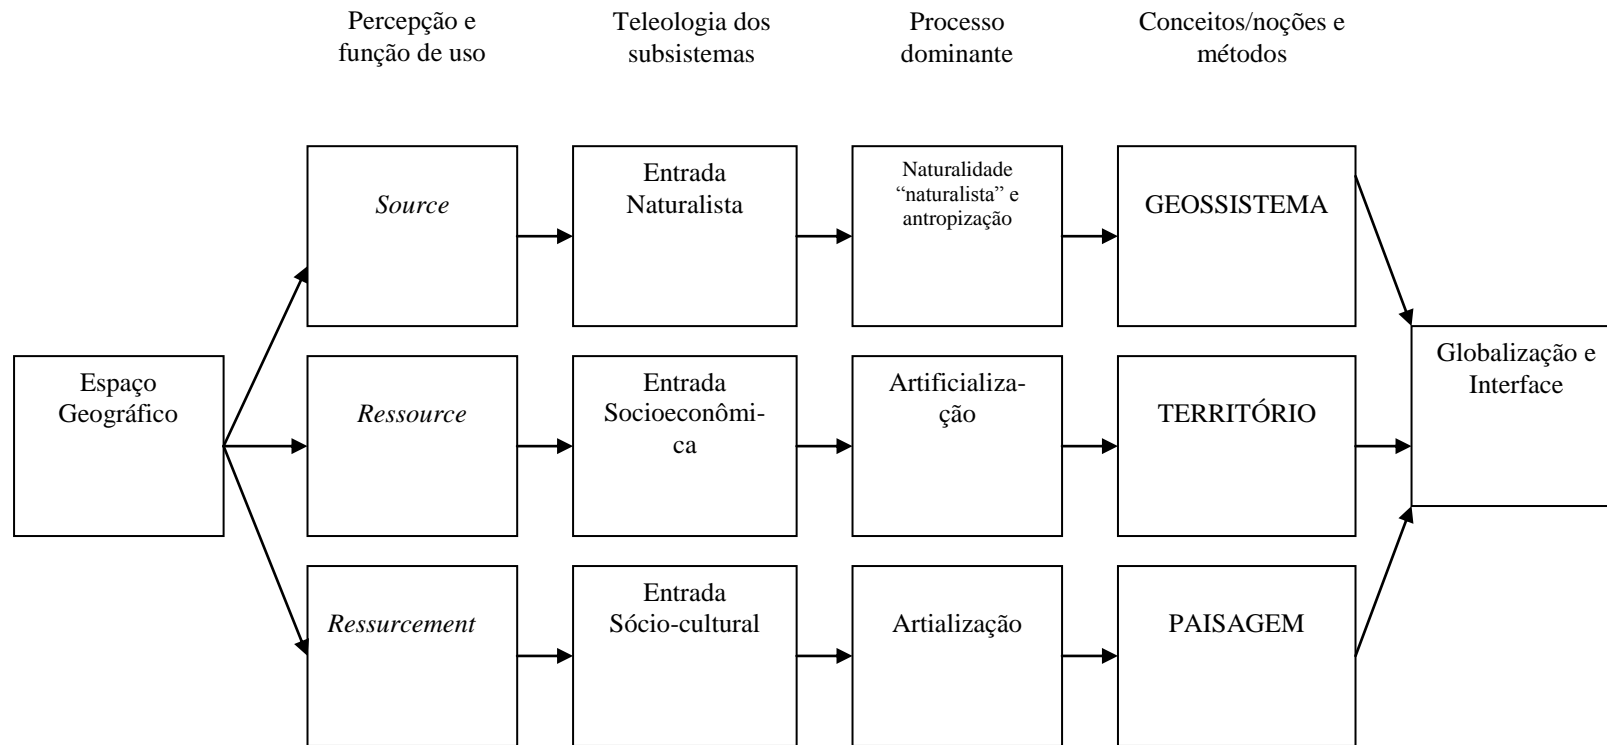 Percepção e
função de uso
Teleologia dos
subsistemas
Processo
dominante
Conceitos/noções e
métodos
Source
Entrada
Naturalista
Naturalidade
“naturalista” e
antropização
GEOSSISTEMA
Espaço
Geográfico
Ressource
Entrada
Socioeconômi-
ca
Artificializa-
ção
TERRITÓRIO
Globalização e
Interface
Ressurcement
Entrada
Sócio-cultural
Artialização
PAISAGEM